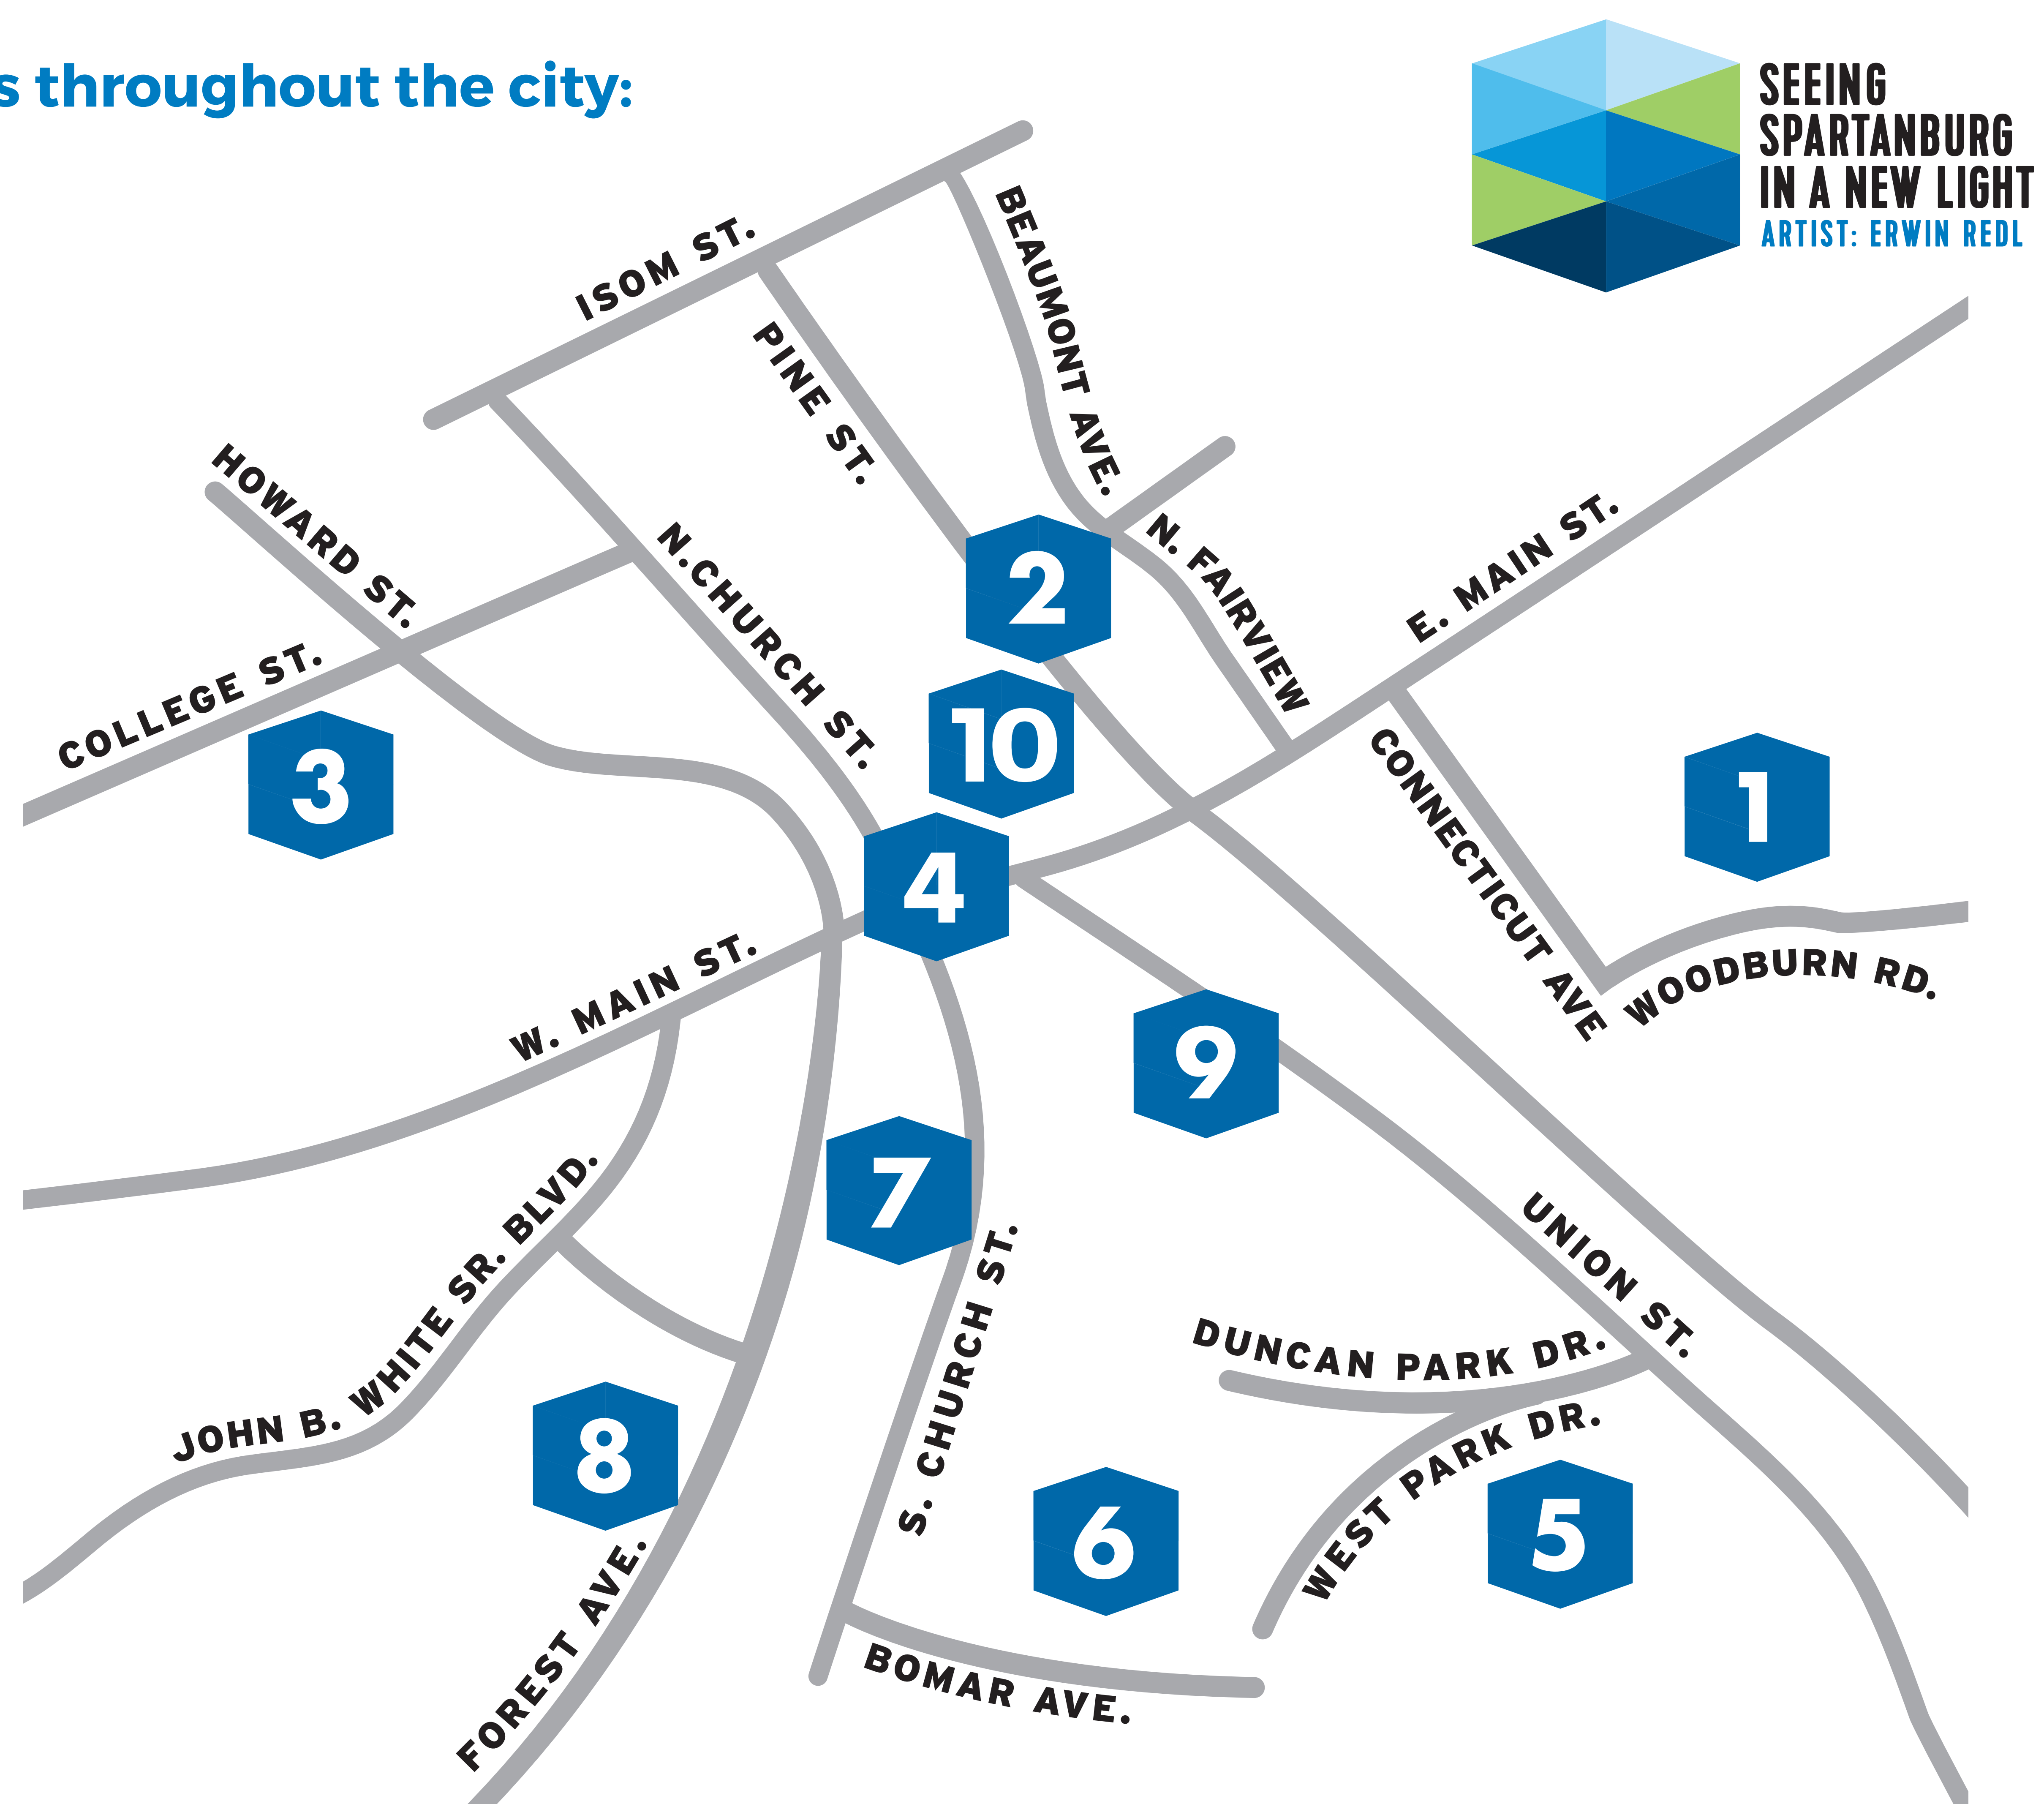 s throughout the city:
SEEING
SPARTANBURG
IN A NEW LIGHT
ARTIST: ERWIN REDL
ISOM ST.
BEAUMONT AVE.
PINE ST.
HOWARD ST.
N.CHURCH ST.
N. FAIRVIEW
E. MAIN ST.
COLLEGE ST.
2
10
3
1
4
CONNECTICUT AVE
WOODBURN RD.
W. MAIN ST.
9
7
UNION ST.
JOHN B. WHITE SR. BLVD.
S. CHURCH ST.
DUNCAN PARK DR.
WEST PARK DR.
8
6
5
FOREST AVE.
BOMAR AVE.